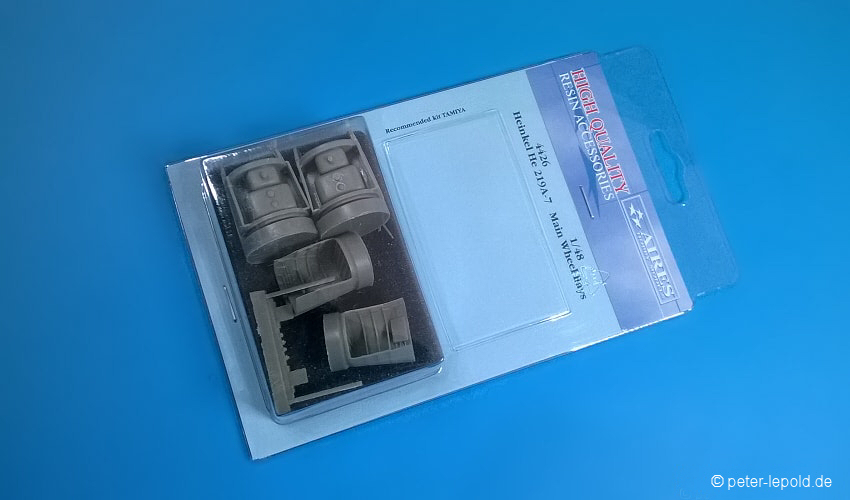 HIGH QUALITY
RESIN ACCESSORIES
AIRES
4426
1/48
Heinkel He 219A-7 Main Wheel Bays
Recommended kit TAMIYA
© peter-lepold.de